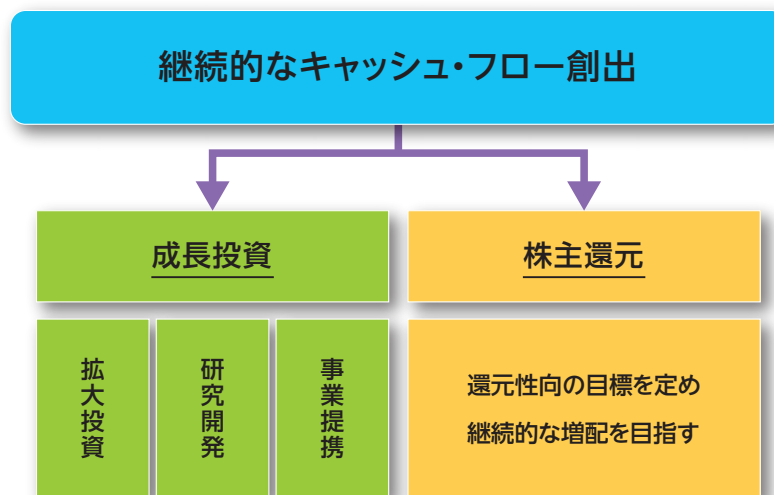 継続的なキャッシュ・フロー創出
成長投資
株主還元
拡大投資
研究開発
事業提携
還元性向の目標を定め
継続的な増配を目指す